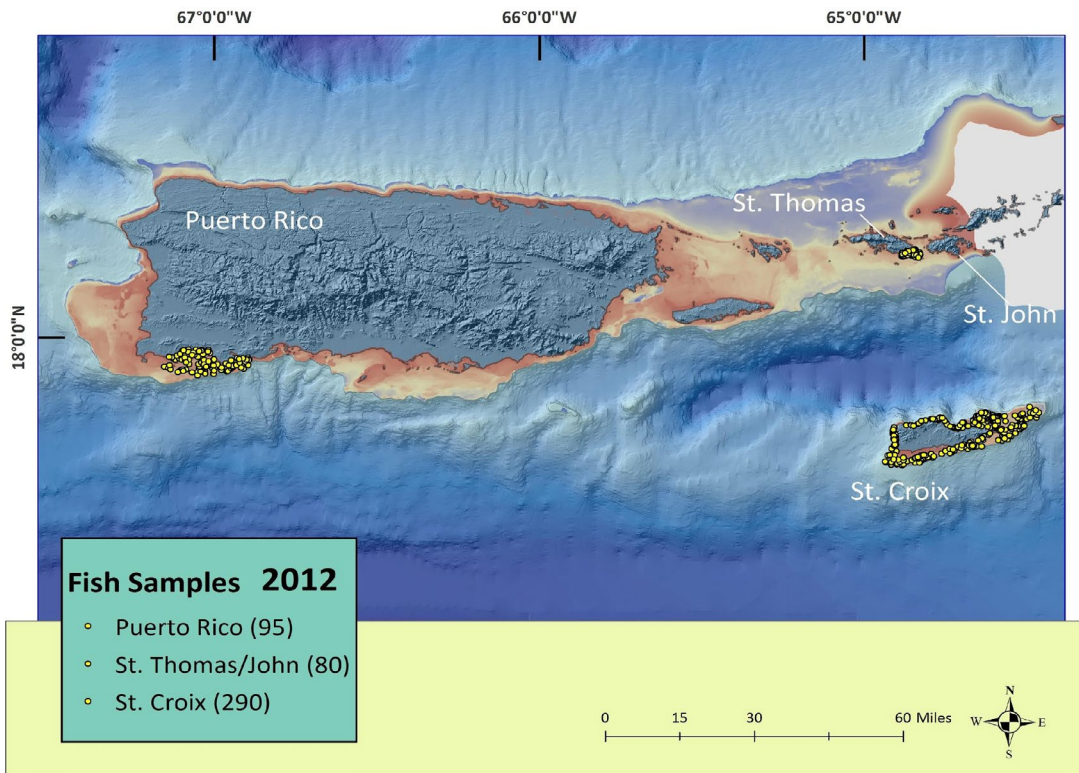 67°0'0"W 66°0'0"W 65°0'0"W
St. Thomas
Puerto Rico
St. John
18°0'0"N
St. Croix
Fish Samples 2012
Puerto Rico (95)
St. Thomas/John (80)
St. Croix (290)
N
W E
S
0 15 30 60 Miles